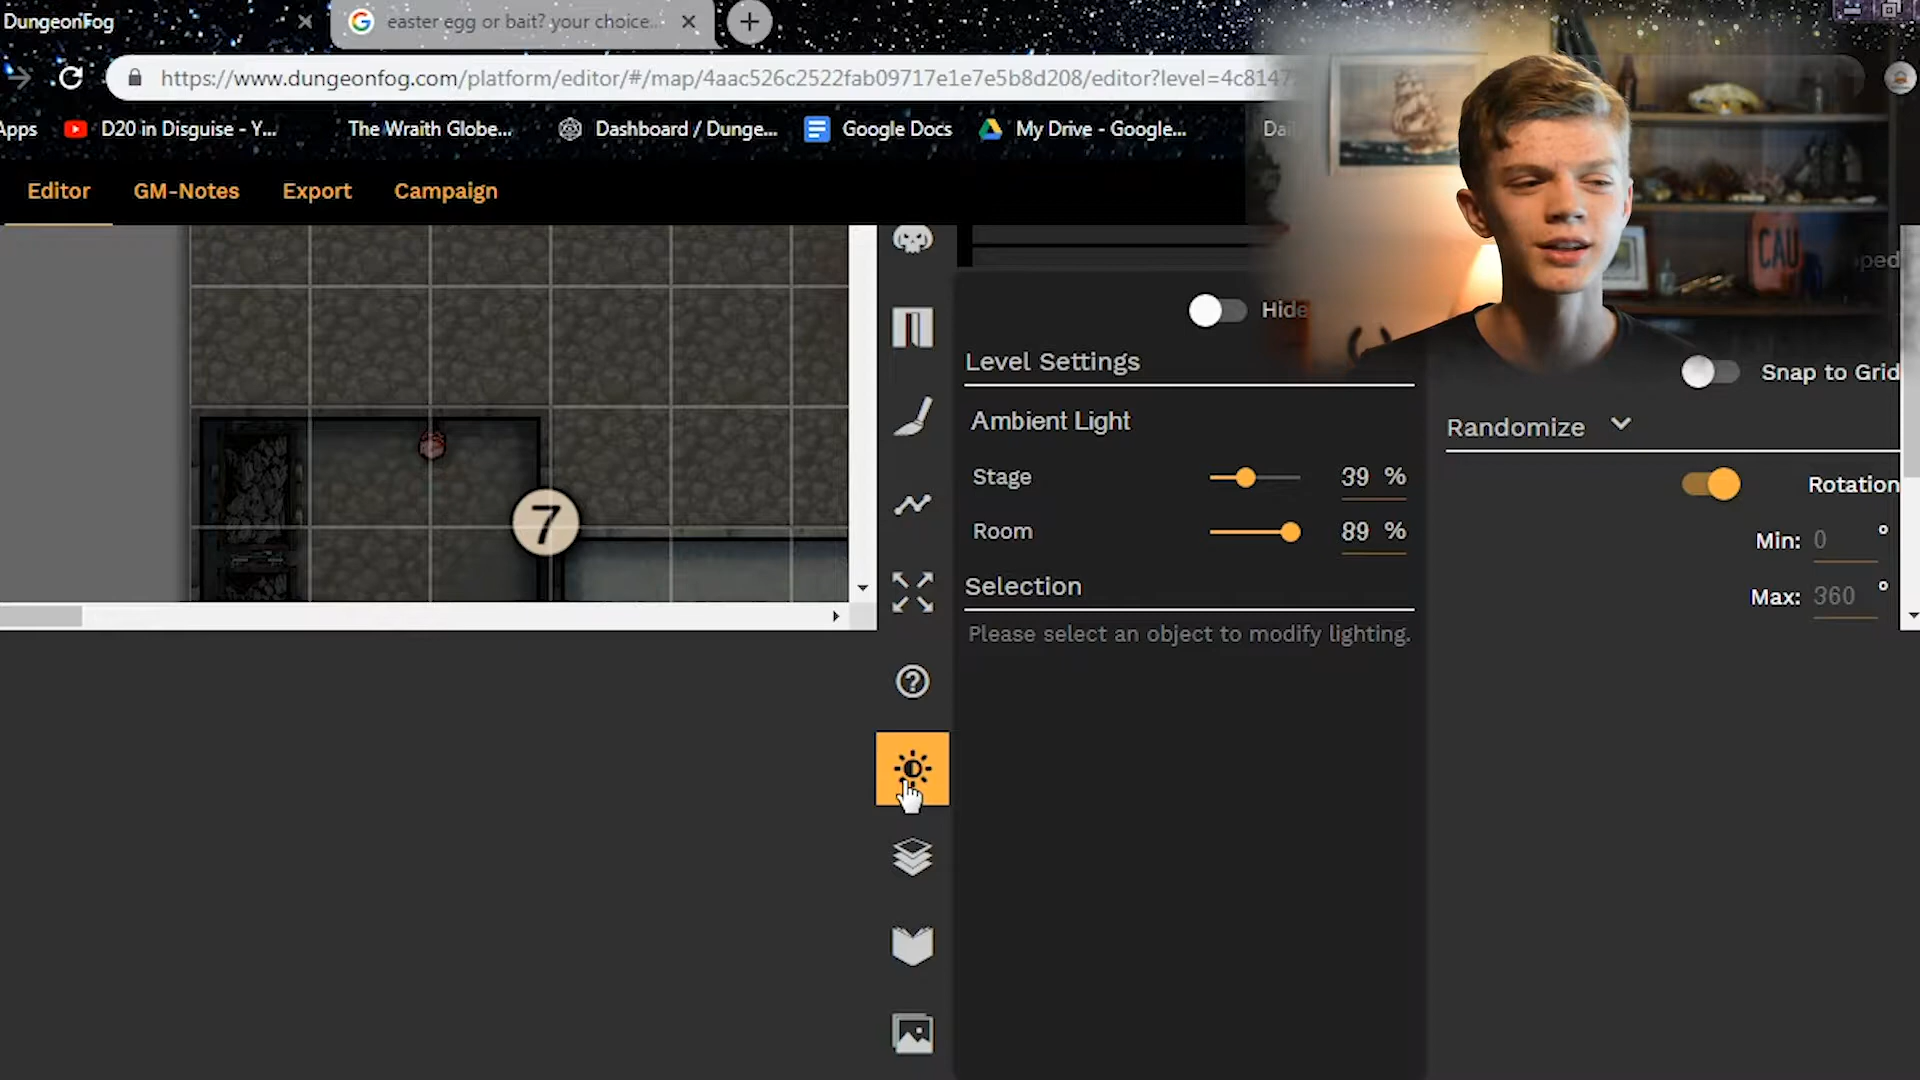 DungeonFog
easter egg or bait? your choice..
https://www.dungeonfog.com/platform/editor/#/map/4aac526c2522fab09717e1e7e5b8d208/editor?level=4c8147
Apps
D20 in Disguise - Y...
The Wraith Globe...
Dashboard / Dunge...
Google Docs
My Drive - Google...
Dai
Editor
GM-Notes
Export
Campaign
CAU
ped
Hide
Level Settings
Snap to Grid
Ambient Light
Randomize
Stage
39 %
Rotation
Room
89 %
Min: 0 °
Selection
Max: 360 °
Please select an object to modify lighting.
7